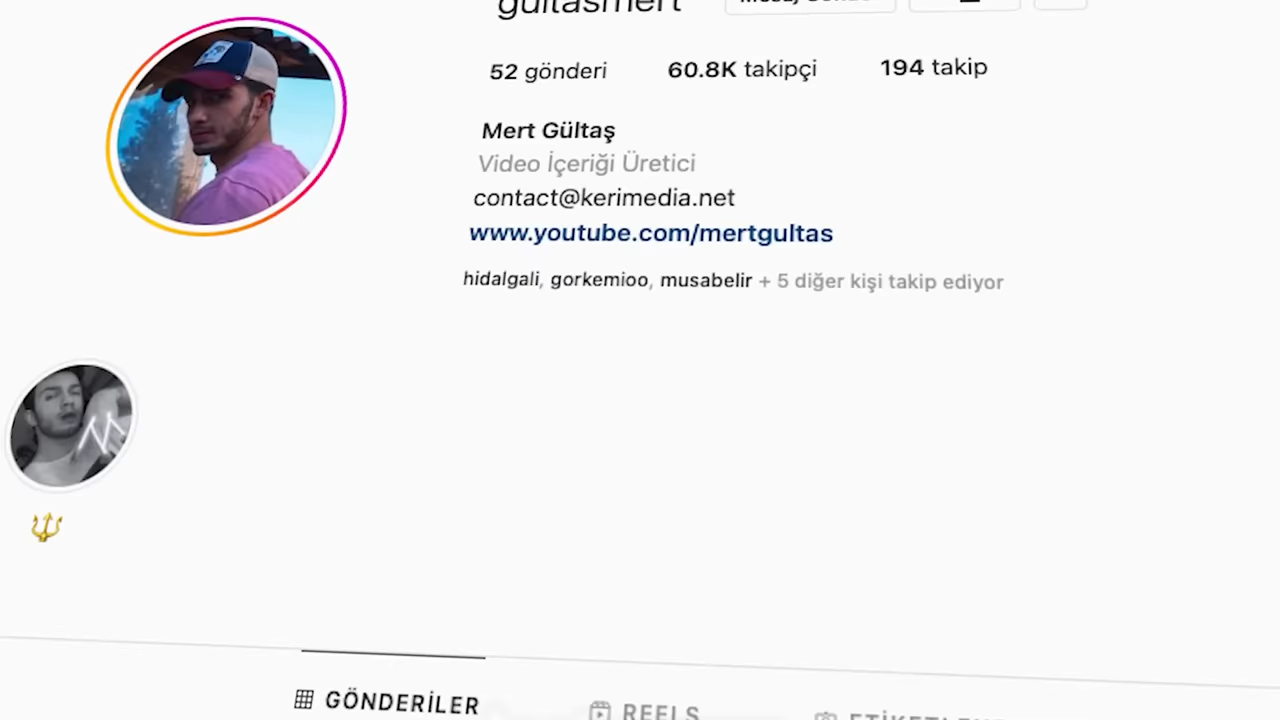 gultasmert
52 gönderi 60.8K takipçi 194 takip
Mert Gültaş
Video İçeriği Üretici
contact@kerimedia.net
www.youtube.com/mertgultas
hidalgali, gorkemioo, musabelir + 5 diğer kişi takip ediyor
GÖNDERİLER REELS